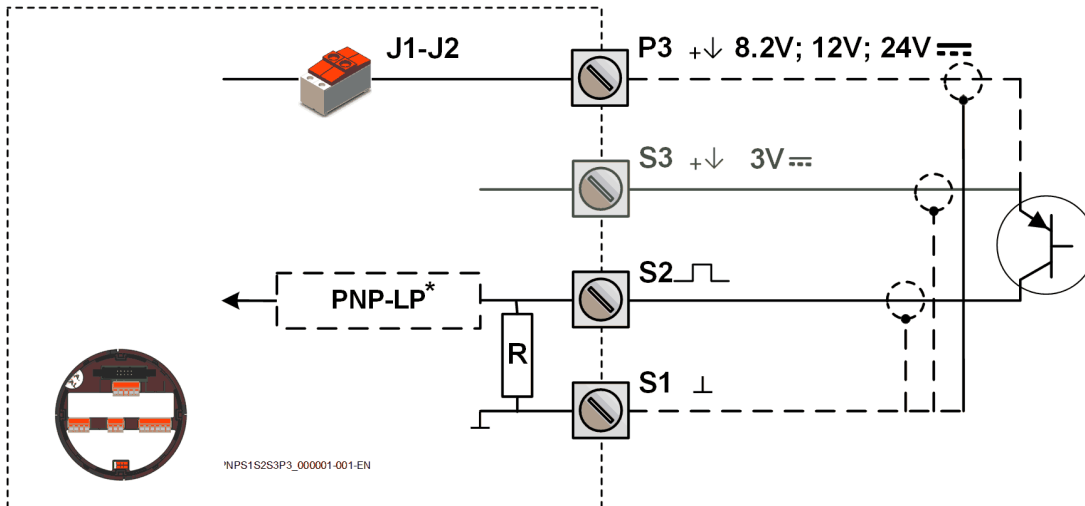 J1-J2
P3 +↓ 8.2V; 12V; 24V
S3 +↓ 3V
PNP-LP*
S2
R
S1 ⊥
NPS1S2S3P3_000001-001-EN